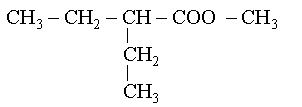 CH₃ – CH₂ – CH – COO – CH₃
CH₂
CH₃